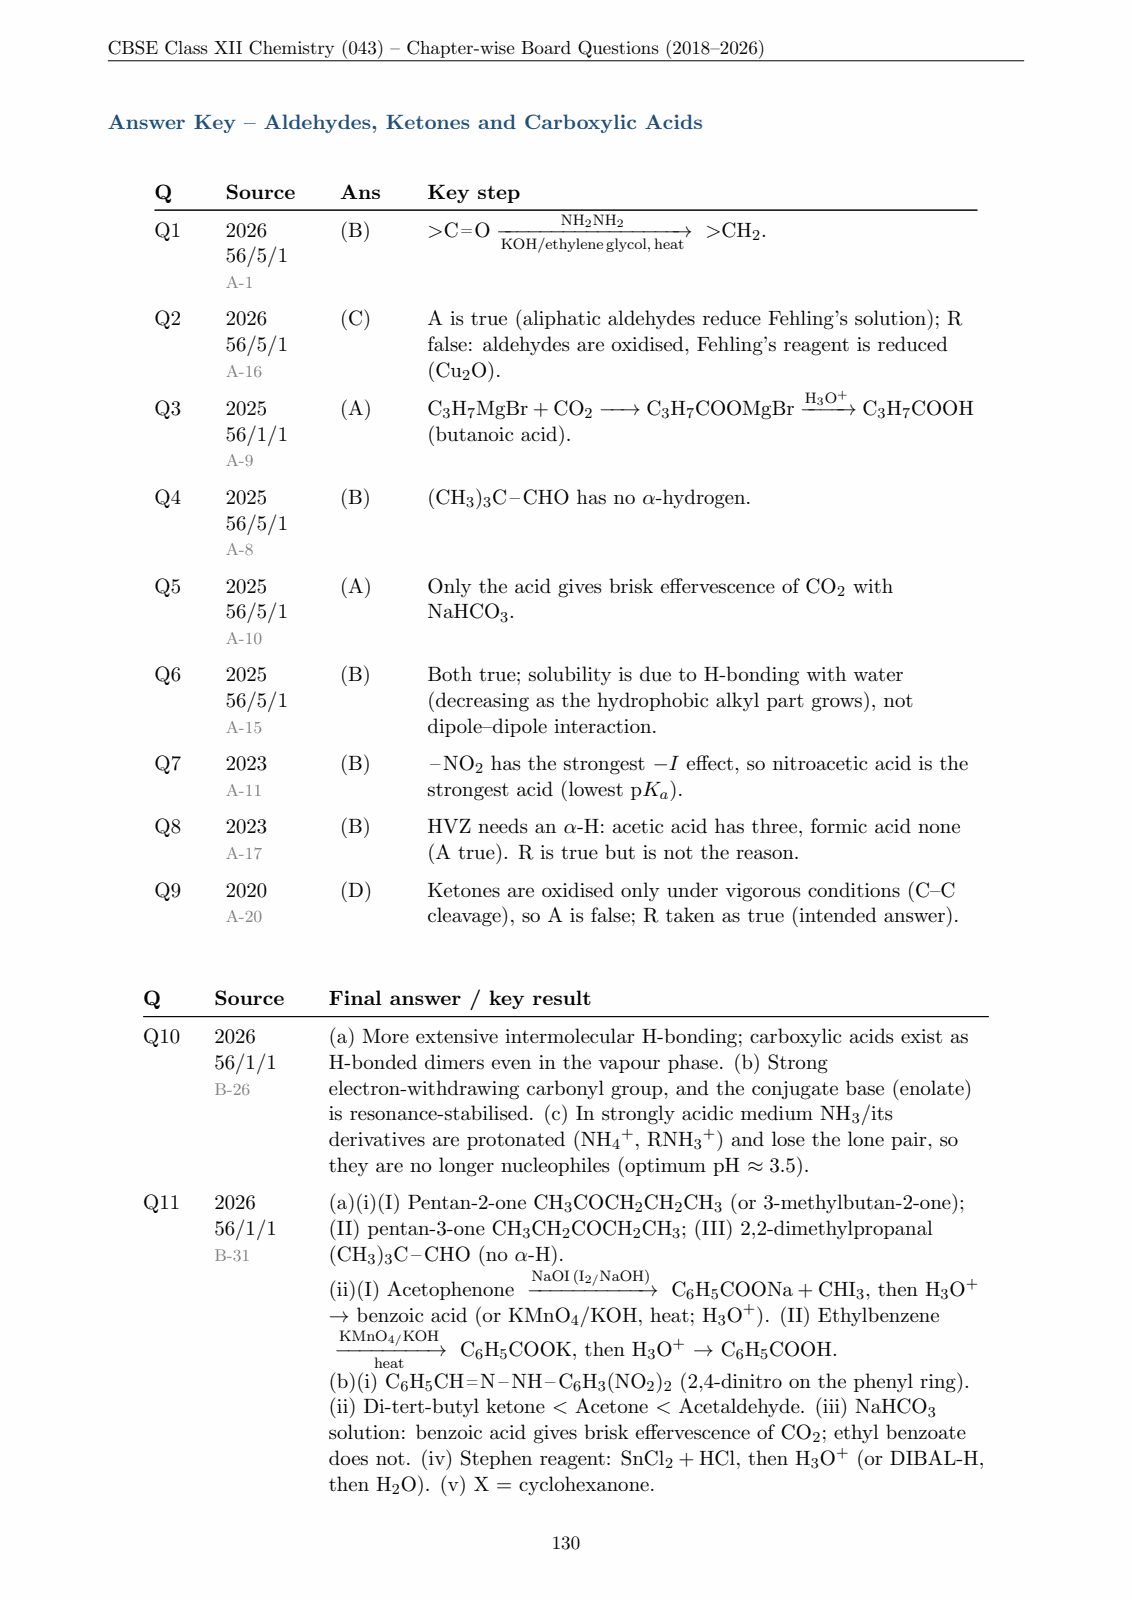 CBSE Class XII Chemistry (043) – Chapter-wise Board Questions (2018–2026)
Answer Key – Aldehydes, Ketones and Carboxylic Acids
Q Source Ans Key step
Q1 2026 (B) >C=O NH₂NH₂ → KOH/ethylene glycol, heat >CH₂.
56/5/1
A-1
Q2 2026 (C) A is true (aliphatic aldehydes reduce Fehling's solution); R
56/5/1 false: aldehydes are oxidised, Fehling's reagent is reduced
A-16 (Cu₂O).
Q3 2025 (A) C₃H₇MgBr + CO₂ ⟶ C₃H₇COOMgBr H₃O⁺ → C₃H₇COOH
56/1/1 (butanoic acid).
A-9
Q4 2025 (B) (CH₃)₃C–CHO has no α-hydrogen.
56/5/1
A-8
Q5 2025 (A) Only the acid gives brisk effervescence of CO₂ with
56/5/1 NaHCO₃.
A-10
Q6 2025 (B) Both true; solubility is due to H-bonding with water
56/5/1 (decreasing as the hydrophobic alkyl part grows), not
A-15 dipole–dipole interaction.
Q7 2023 (B) –NO₂ has the strongest −I effect, so nitroacetic acid is the
A-11 strongest acid (lowest pKₐ).
Q8 2023 (B) HVZ needs an α-H: acetic acid has three, formic acid none
A-17 (A true). R is true but is not the reason.
Q9 2020 (D) Ketones are oxidised only under vigorous conditions (C–C
A-20 cleavage), so A is false; R taken as true (intended answer).
Q Source Final answer / key result
Q10 2026 (a) More extensive intermolecular H-bonding; carboxylic acids exist as
56/1/1 H-bonded dimers even in the vapour phase. (b) Strong
B-26 electron-withdrawing carbonyl group, and the conjugate base (enolate)
is resonance-stabilised. (c) In strongly acidic medium NH₃/its
derivatives are protonated (NH₄⁺, RNH₃⁺) and lose the lone pair, so
they are no longer nucleophiles (optimum pH ≈ 3.5).
Q11 2026 (a)(i)(I) Pentan-2-one CH₃COCH₂CH₂CH₃ (or 3-methylbutan-2-one);
56/1/1 (II) pentan-3-one CH₃CH₂COCH₂CH₃; (III) 2,2-dimethylpropanal
B-31 (CH₃)₃C–CHO (no α-H).
(ii)(I) Acetophenone NaOI (I₂/NaOH) → C₆H₅COONa + CHI₃, then H₃O⁺
→ benzoic acid (or KMnO₄/KOH, heat; H₃O⁺). (II) Ethylbenzene
KMnO₄/KOH → heat C₆H₅COOK, then H₃O⁺ → C₆H₅COOH.
(b)(i) C₆H₅CH=N–NH–C₆H₃(NO₂)₂ (2,4-dinitro on the phenyl ring).
(ii) Di-tert-butyl ketone < Acetone < Acetaldehyde. (iii) NaHCO₃
solution: benzoic acid gives brisk effervescence of CO₂; ethyl benzoate
does not. (iv) Stephen reagent: SnCl₂ + HCl, then H₃O⁺ (or DIBAL-H,
then H₂O). (v) X = cyclohexanone.
130